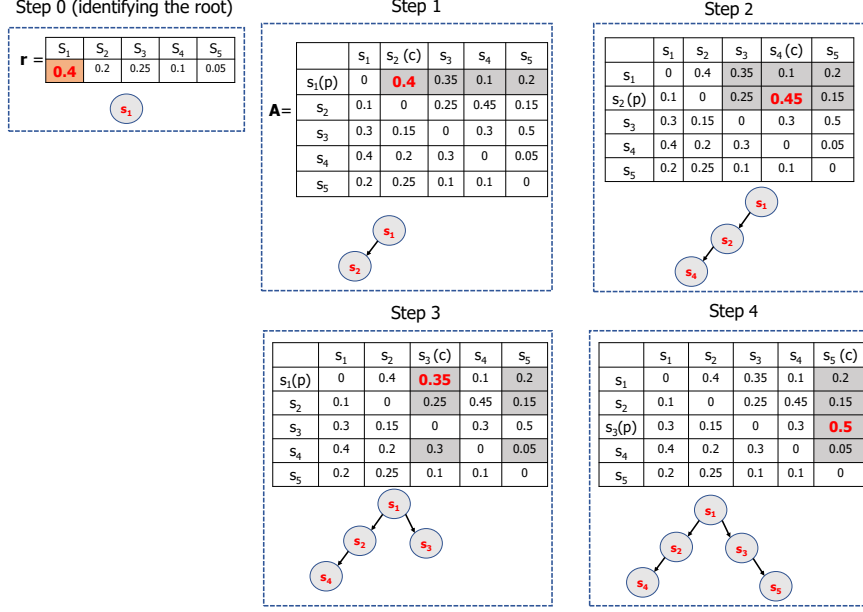 Step 0 (identifying the root)
r = S1 S2 S3 S4 S5
0.4 0.2 0.25 0.1 0.05
s1
Step 1
A=
s1 s2 (c) s3 s4 s5
s1(p) 0 0.4 0.35 0.1 0.2
s2 0.1 0 0.25 0.45 0.15
s3 0.3 0.15 0 0.3 0.5
s4 0.4 0.2 0.3 0 0.05
s5 0.2 0.25 0.1 0.1 0
s1
s2
Step 2
s1 s2 s3 s4 (c) s5
s1 0 0.4 0.35 0.1 0.2
s2 (p) 0.1 0 0.25 0.45 0.15
s3 0.3 0.15 0 0.3 0.5
s4 0.4 0.2 0.3 0 0.05
s5 0.2 0.25 0.1 0.1 0
s1
s2
s4
Step 3
s1 s2 s3 (c) s4 s5
s1(p) 0 0.4 0.35 0.1 0.2
s2 0.1 0 0.25 0.45 0.15
s3 0.3 0.15 0 0.3 0.5
s4 0.4 0.2 0.3 0 0.05
s5 0.2 0.25 0.1 0.1 0
s1
s2 s3
s4
Step 4
s1 s2 s3 s4 s5 (c)
s1 0 0.4 0.35 0.1 0.2
s2 0.1 0 0.25 0.45 0.15
s3(p) 0.3 0.15 0 0.3 0.5
s4 0.4 0.2 0.3 0 0.05
s5 0.2 0.25 0.1 0.1 0
s1
s2 s3
s4 s5